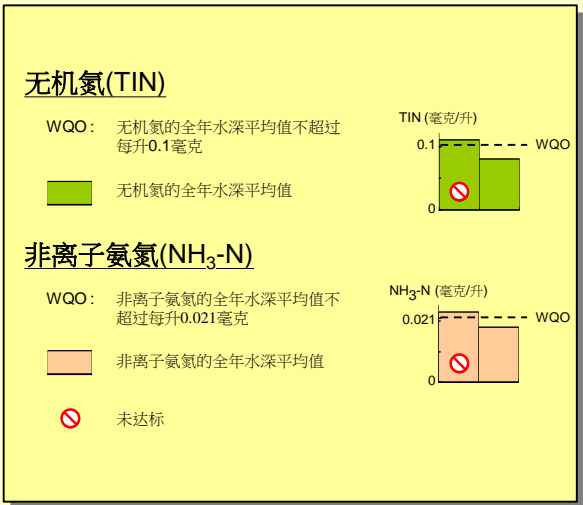 无机氮(TIN)
WQO : 无机氮的全年水深平均值不超过
每升0.1毫克
无机氮的全年水深平均值
TIN (毫克/升)
0.1
WQO
0
非离子氨氮(NH3-N)
WQO : 非离子氨氮的全年水深平均值不
超过每升0.021毫克
非离子氨氮的全年水深平均值
未达标
NH3-N (毫克/升)
0.021
WQO
0